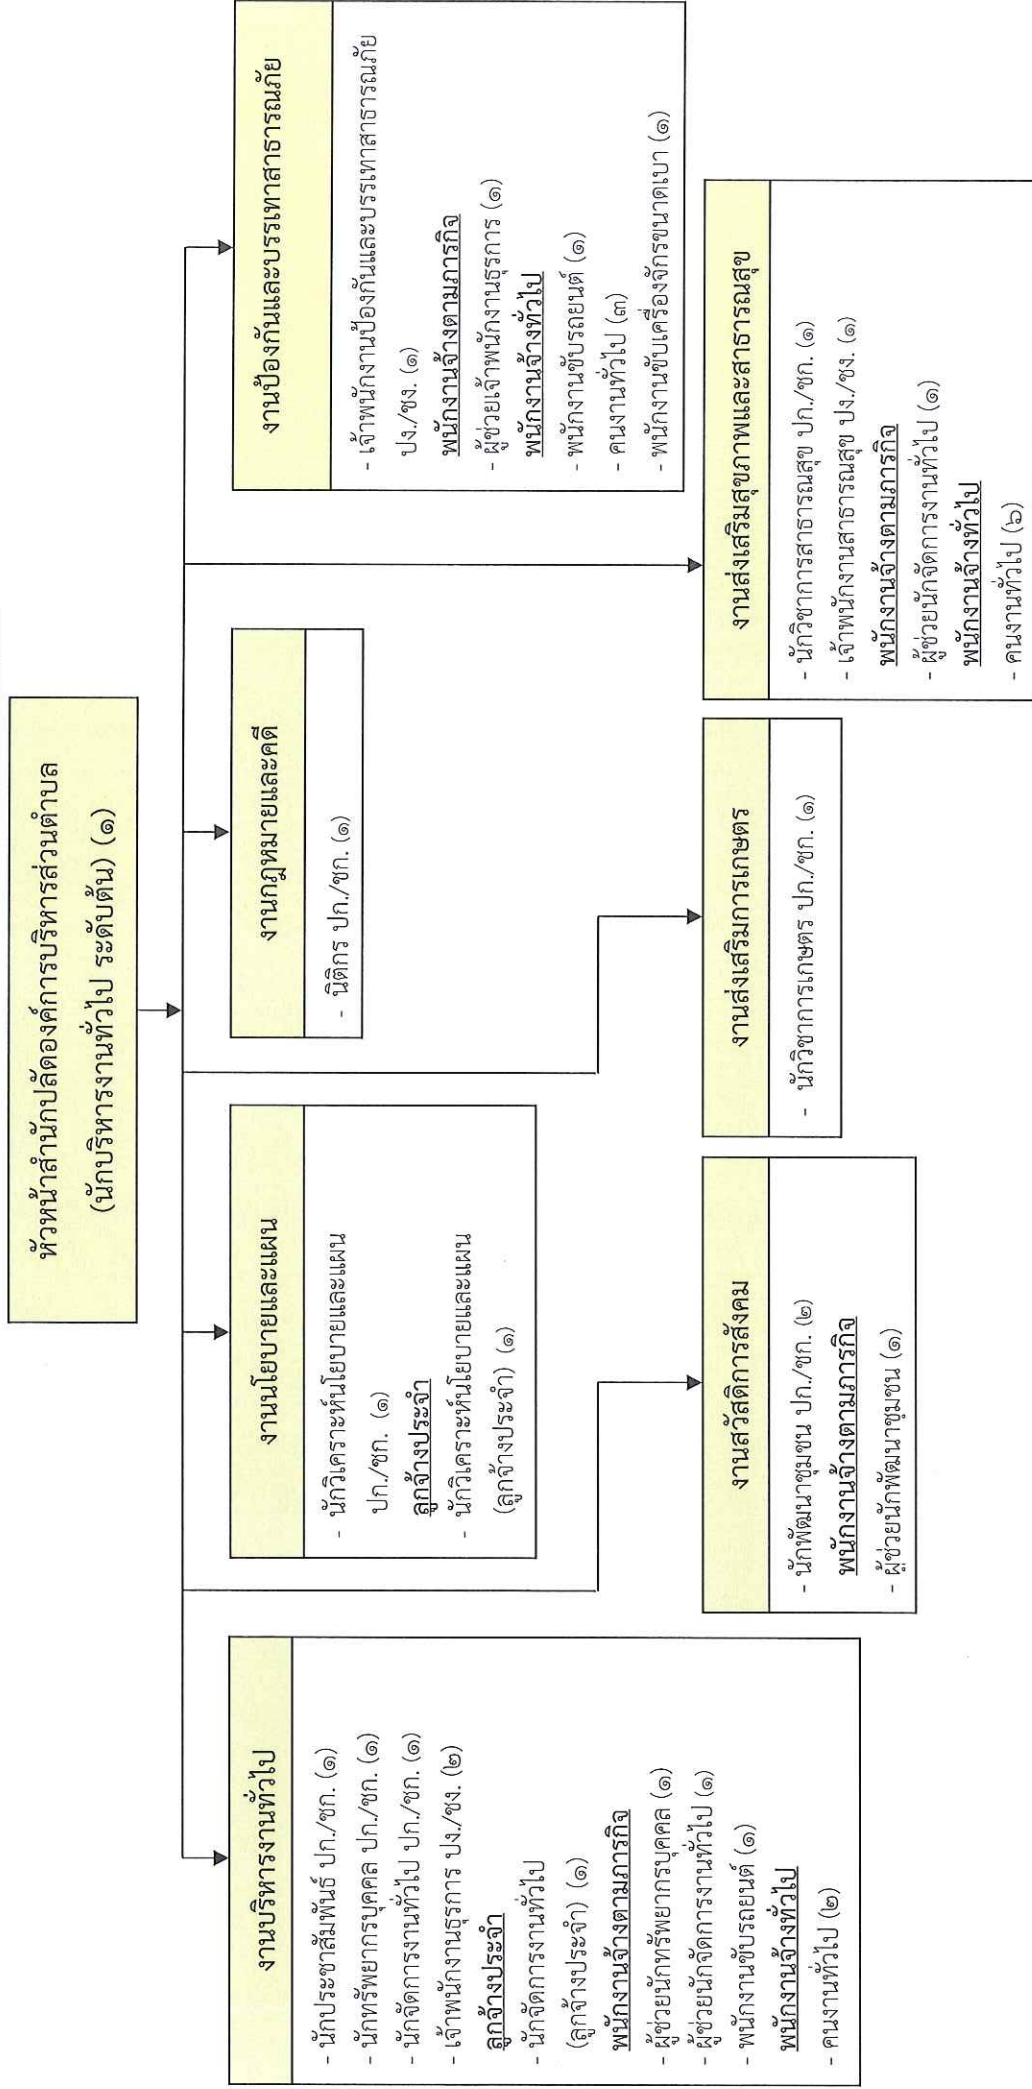 หัวหน้าสำนักปลัดองค์การบริหารส่วนตำบล
(นักบริหารงานทั่วไป ระดับต้น) (๑)
งานบริหารงานทั่วไป
- นักประชาสัมพันธ์ ปก./ชก. (๑)
- นักทรัพยากรบุคคล ปก./ชก. (๑)
- นักจัดการงานทั่วไป ปก./ชก. (๑)
- เจ้าพนักงานธุรการ ปง./ชง. (๒)
ลูกจ้างประจำ
- นักจัดการงานทั่วไป
(ลูกจ้างประจำ) (๑)
พนักงานจ้างตามภารกิจ
- ผู้ช่วยนักทรัพยากรบุคคล (๑)
- ผู้ช่วยนักจัดการงานทั่วไป (๑)
- พนักงานขับรถยนต์ (๑)
พนักงานจ้างทั่วไป
- คนงานทั่วไป (๒)
งานนโยบายและแผน
- นักวิเคราะห์นโยบายและแผน
ปก./ชก. (๑)
ลูกจ้างประจำ
- นักวิเคราะห์นโยบายและแผน
(ลูกจ้างประจำ) (๑)
งานกฎหมายและคดี
- นิติกร ปก./ชก. (๑)
งานป้องกันและบรรเทาสาธารณภัย
- เจ้าพนักงานป้องกันและบรรเทาสาธารณภัย
ปง./ชง. (๑)
พนักงานจ้างตามภารกิจ
- ผู้ช่วยเจ้าพนักงานธุรการ (๑)
พนักงานจ้างทั่วไป
- พนักงานขับรถยนต์ (๑)
- คนงานทั่วไป (๓)
- พนักงานขับเครื่องจักรขนาดเบา (๑)
งานสวัสดิการสังคม
- นักพัฒนาชุมชน ปก./ชก. (๒)
พนักงานจ้างตามภารกิจ
- ผู้ช่วยนักพัฒนาชุมชน (๑)
งานส่งเสริมการเกษตร
- นักวิชาการเกษตร ปก./ชก. (๑)
งานส่งเสริมสุขภาพและสาธารณสุข
- นักวิชาการสาธารณสุข ปก./ชก. (๑)
- เจ้าพนักงานสาธารณสุข ปง./ชง. (๑)
พนักงานจ้างตามภารกิจ
- ผู้ช่วยนักจัดการงานทั่วไป (๑)
พนักงานจ้างทั่วไป
- คนงานทั่วไป (๖)